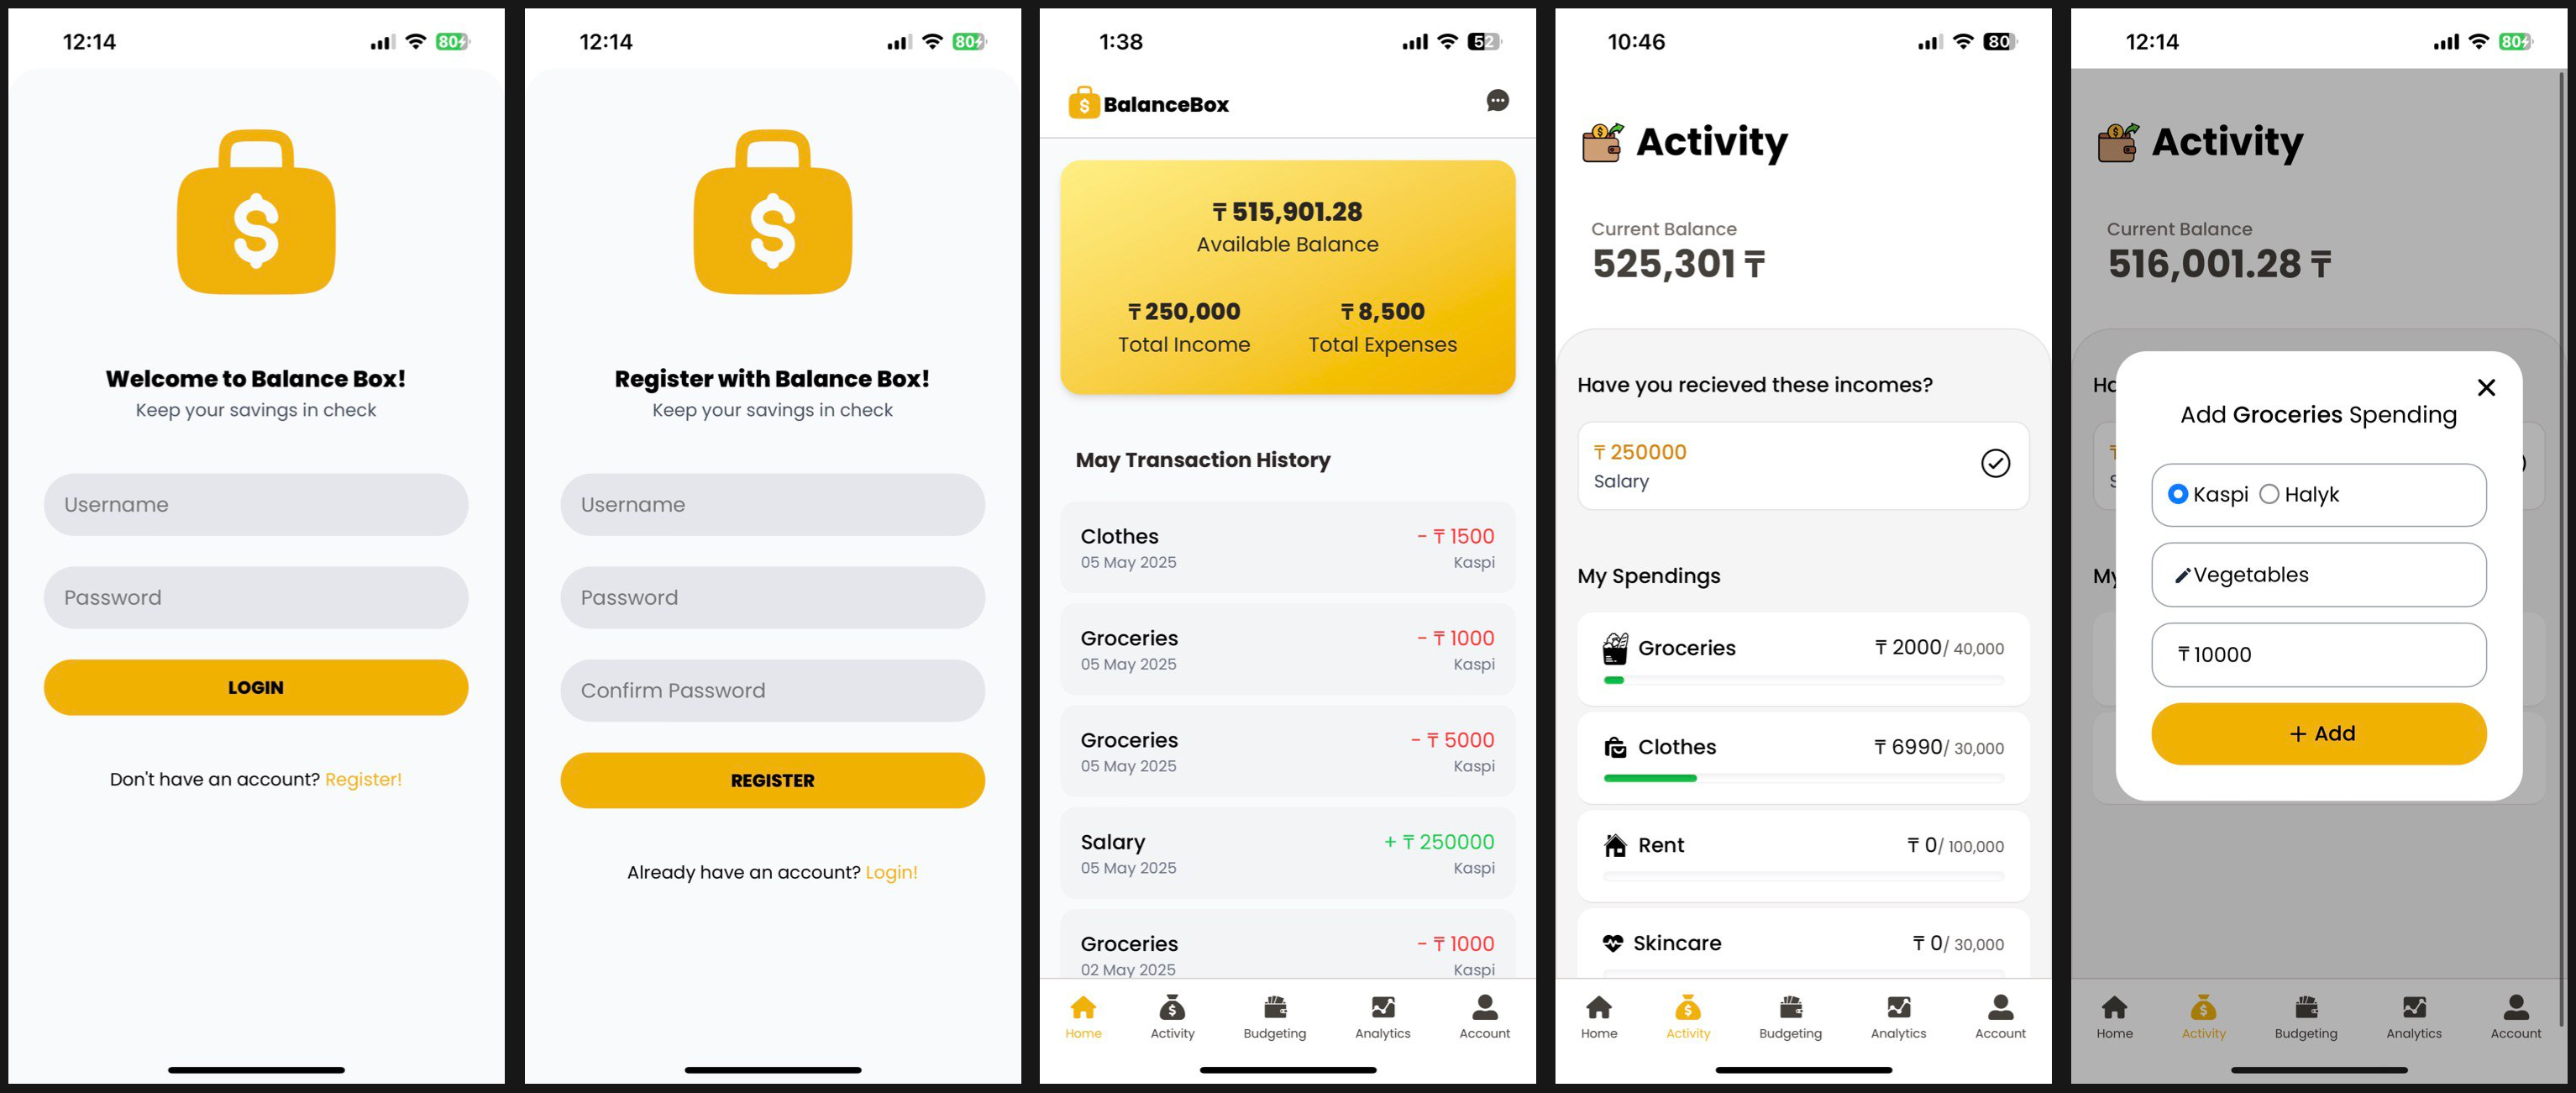 12:14
80
$
Welcome to Balance Box!
Keep your savings in check
Username
Password
LOGIN
Don't have an account? Register!
12:14
80
$
Register with Balance Box!
Keep your savings in check
Username
Password
Confirm Password
REGISTER
Already have an account? Login!
1:38
52
$ BalanceBox
₸ 515,901.28
Available Balance
₸ 250,000 ₸ 8,500
Total Income Total Expenses
May Transaction History
Clothes - ₸ 1500
05 May 2025 Kaspi
Groceries - ₸ 1000
05 May 2025 Kaspi
Groceries - ₸ 5000
05 May 2025 Kaspi
Salary + ₸ 250000
05 May 2025 Kaspi
Groceries - ₸ 1000
02 May 2025 Kaspi
Home Activity Budgeting Analytics Account
10:46
80
Activity
Current Balance
525,301 ₸
Have you recieved these incomes?
₸ 250000
Salary
My Spendings
Groceries ₸ 2000/ 40,000
Clothes ₸ 6990/ 30,000
Rent ₸ 0/ 100,000
Skincare ₸ 0/ 30,000
Home Activity Budgeting Analytics Account
12:14
80
Activity
Current Balance
516,001.28 ₸
Ha
Add Groceries Spending
₸
S
Kaspi Halyk
My
Vegetables
₸ 10000
+ Add
Home Activity Budgeting Analytics Account